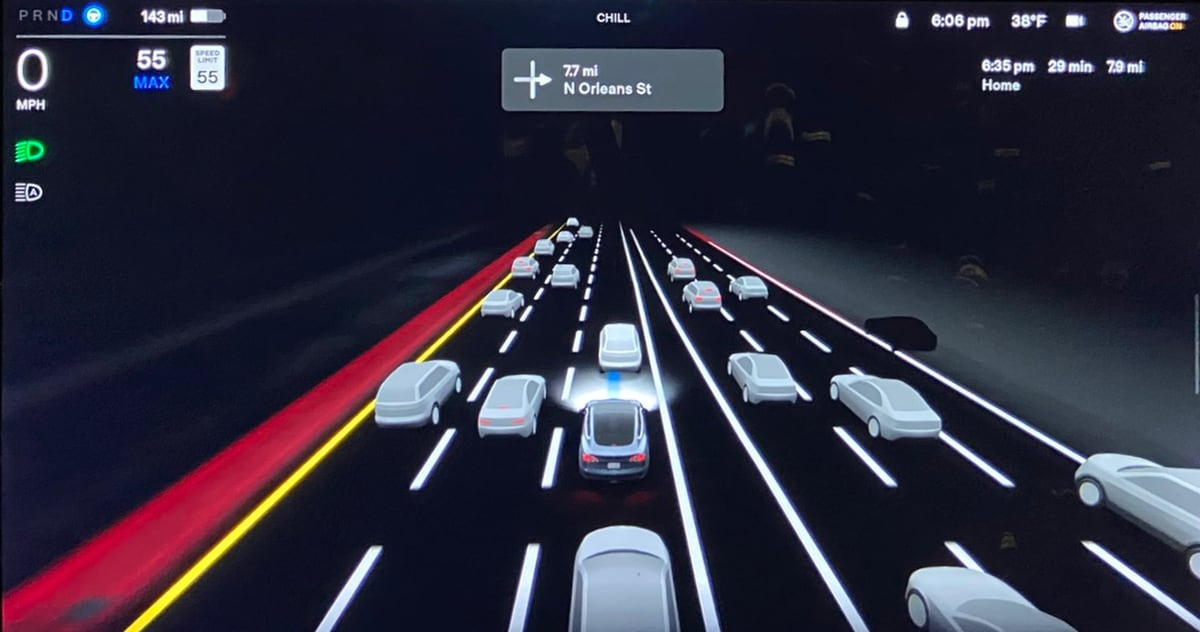 PRND
143 mi
CHILL
6:06 pm 38°F
PASSENGER
AIRBAG ON
0
MPH
55
MAX
SPEED
LIMIT
55
7.7 mi
N Orleans St
6:35 pm 29 min 7.9 mi
Home
A